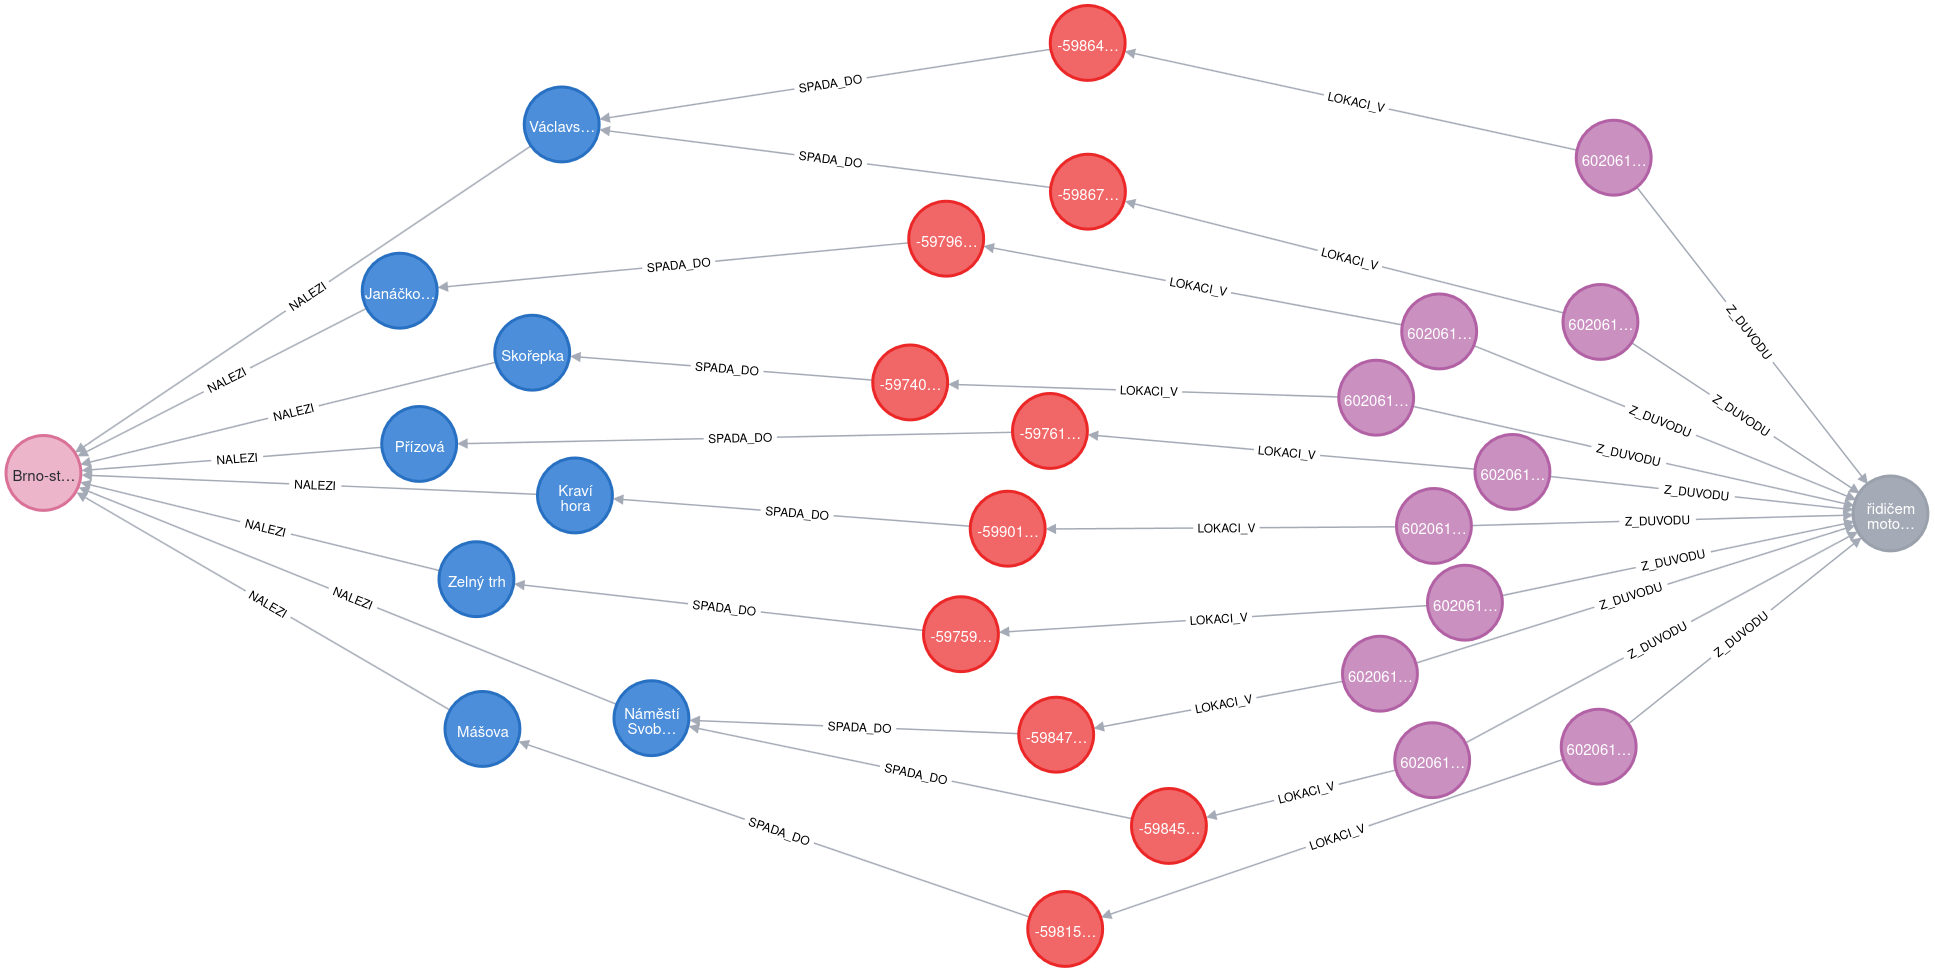 -59864…
SPADA_DO
LOKACI_V
Václavs…
602061…
SPADA_DO
-59867…
-59796…
LOKACI_V
SPADA_DO
NALEZI
Janáčko…
LOKACI_V
602061…
602061…
Z_DUVODU
Skořepka
SPADA_DO
-59740…
LOKACI_V
602061…
NALEZI
NALEZI
Z_DUVODU
Z_DUVODU
Přízová
SPADA_DO
-59761…
LOKACI_V
Z_DUVODU
NALEZI
Brno-st…
602061…
NALEZI
Kraví
hora
Z_DUVODU
SPADA_DO
-59901…
LOKACI_V
602061…
Z_DUVODU
řidičem
moto…
NALEZI
Zelný trh
Z_DUVODU
NALEZI
NALEZI
SPADA_DO
LOKACI_V
602061…
Z_DUVODU
-59759…
Z_DUVODU
Z_DUVODU
602061…
LOKACI_V
Náměstí
Svob…
Mášova
SPADA_DO
-59847…
602061…
602061…
SPADA_DO
LOKACI_V
-59845…
SPADA_DO
LOKACI_V
-59815…